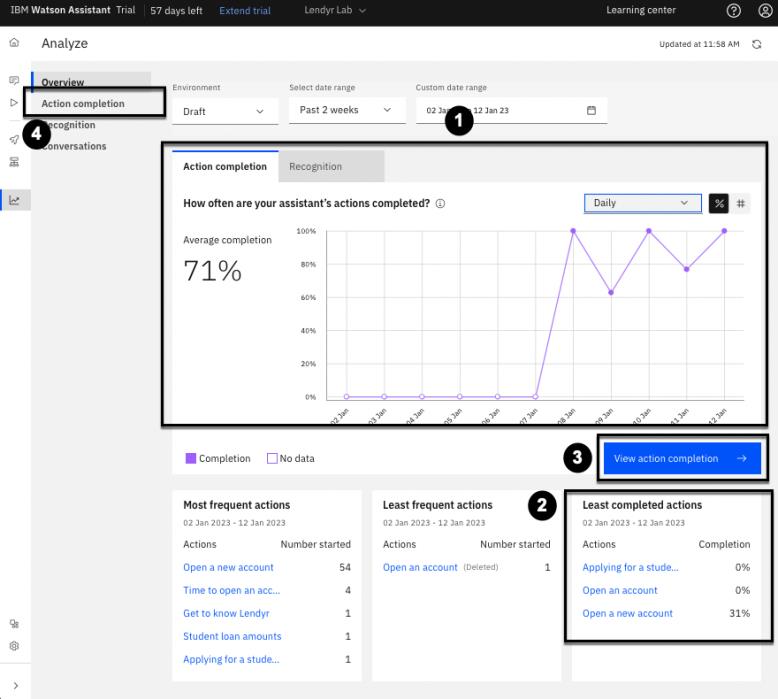 IBM Watson Assistant Trial 57 days left Extend trial Lendyr Lab Learning center
Analyze
Updated at 11:58 AM
Overview
Action completion
Recognition
Conversations
4
Environment
Draft
Select date range
Past 2 weeks
Custom date range
02 Jan 12 Jan 23
1
Action completion Recognition
How often are your assistant's actions completed?
Daily
% #
Average completion
71%
100%
80%
60%
40%
20%
0%
02 Jan 03 Jan 04 Jan 05 Jan 06 Jan 07 Jan 08 Jan 09 Jan 10 Jan 11 Jan 12 Jan
Completion No data
3
View action completion →
Most frequent actions
02 Jan 2023 - 12 Jan 2023
Actions Number started
Open a new account 54
Time to open an acc... 4
Get to know Lendyr 1
Student loan amounts 1
Applying for a stude... 1
Least frequent actions
02 Jan 2023 - 12 Jan 2023
Actions Number started
Open an account (Deleted) 1
2
Least completed actions
02 Jan 2023 - 12 Jan 2023
Actions Completion
Applying for a stude... 0%
Open an account 0%
Open a new account 31%